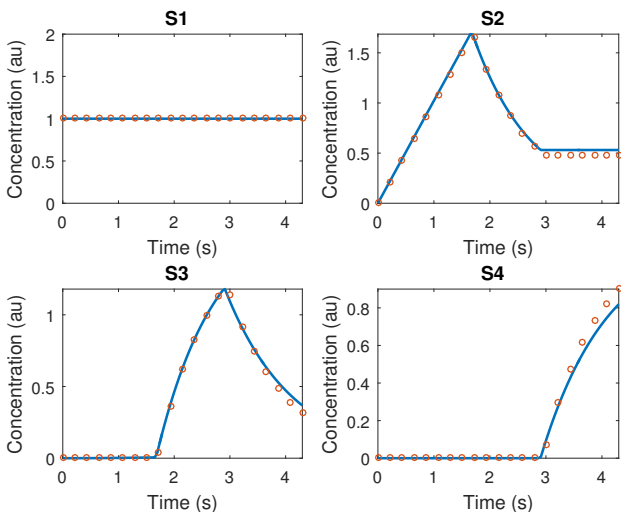 S1
Concentration (au)
2
1.5
1
0.5
0
0 1 2 3 4
Time (s)
S2
Concentration (au)
1.5
1
0.5
0
0 1 2 3 4
Time (s)
S3
Concentration (au)
1
0.5
0
0 1 2 3 4
Time (s)
S4
Concentration (au)
0.8
0.6
0.4
0.2
0
0 1 2 3 4
Time (s)